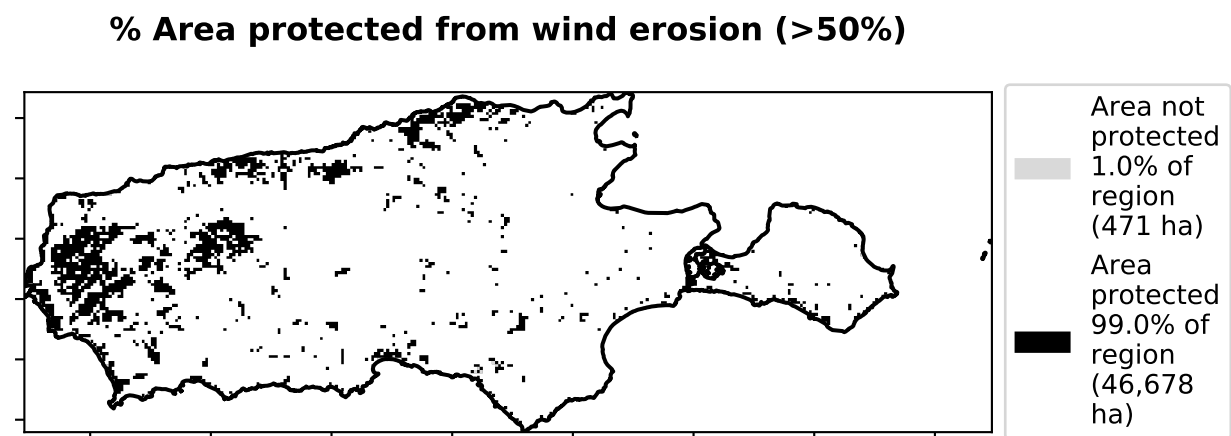 % Area protected from wind erosion (>50%)
Area not
protected
1.0% of
region
(471 ha)
Area
protected
99.0% of
region
(46,678
ha)